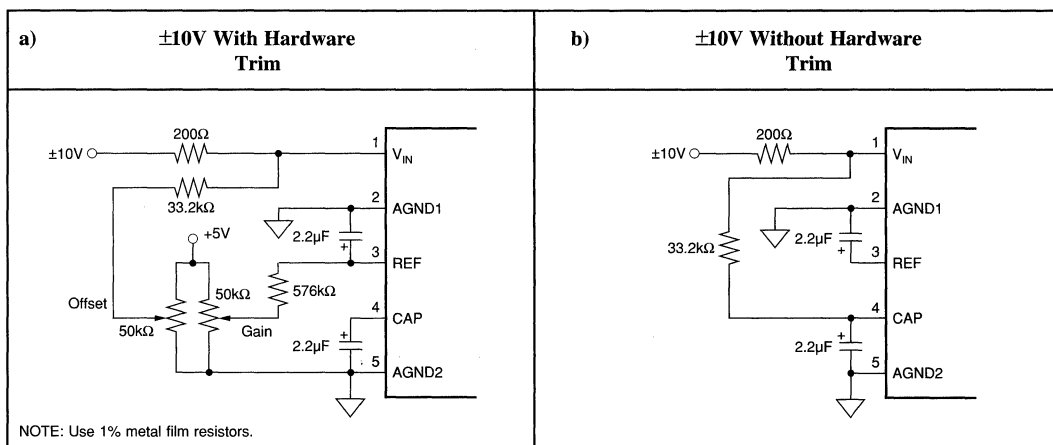 a)
±10V With Hardware
Trim
200Ω
±10V
33.2kΩ
+5V
Offset
50kΩ
50kΩ
Gain
576kΩ
2.2µF
+
2.2µF
+
1
VIN
2
AGND1
3
REF
4
CAP
5
AGND2
NOTE: Use 1% metal film resistors.
b)
±10V Without Hardware
Trim
200Ω
±10V
33.2kΩ
2.2µF
+
2.2µF
+
1
VIN
2
AGND1
3
REF
4
CAP
5
AGND2